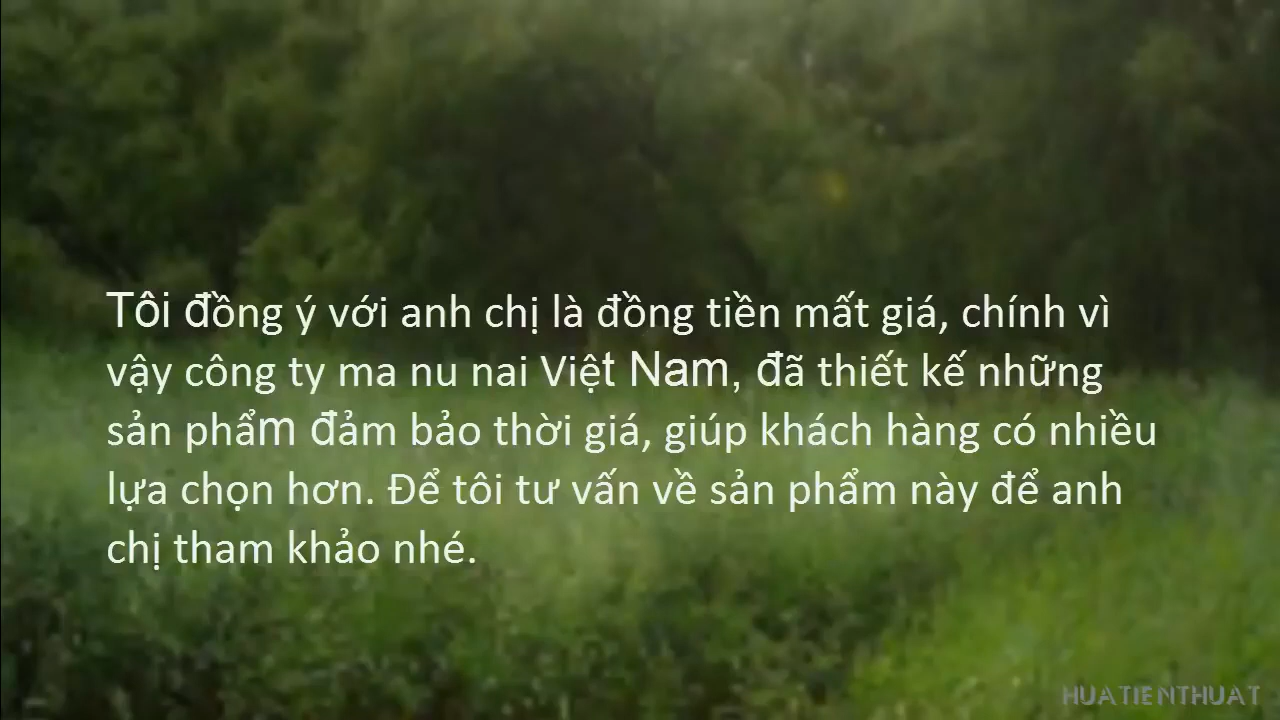 Tôi đồng ý với anh chị là đồng tiền mất giá, chính vì
vậy công ty ma nu nai Việt Nam, đã thiết kế những
sản phẩm đảm bảo thời giá, giúp khách hàng có nhiều
lựa chọn hơn. Để tôi tư vấn về sản phẩm này để anh
chị tham khảo nhé.
HUATIENTHUAT